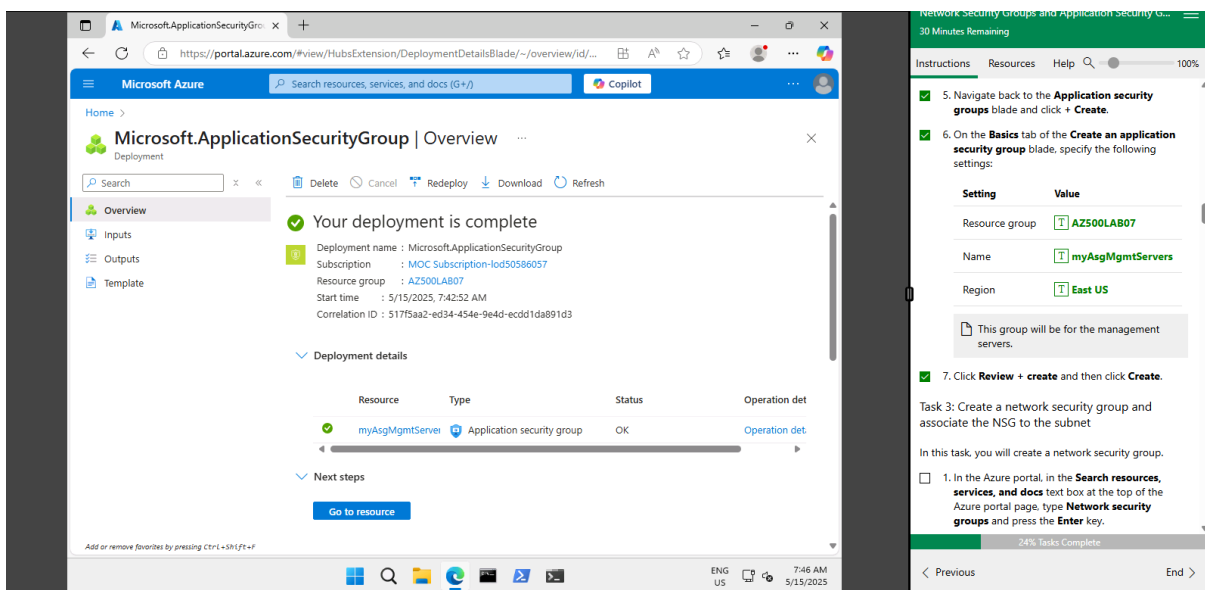 Microsoft.ApplicationSecurityGrou
https://portal.azure.com/#view/HubsExtension/DeploymentDetailsBlade/~/overview/id/...
Microsoft Azure
Search resources, services, and docs (G+/)
Copilot
Home >
Microsoft.ApplicationSecurityGroup | Overview ...
Deployment
Search
Overview
Inputs
Outputs
Template
Delete Cancel Redeploy Download Refresh
Your deployment is complete
Deployment name : Microsoft.ApplicationSecurityGroup
Subscription : MOC Subscription-lod50586057
Resource group : AZ500LAB07
Start time : 5/15/2025, 7:42:52 AM
Correlation ID : 517f5aa2-ed34-454e-9e4d-ecdd1da891d3
Deployment details
Resource Type Status Operation det
myAsgMgmtServer Application security group OK Operation det
Next steps
Go to resource
Add or remove favorites by pressing Ctrl+Shift+F
ENG
US
7:46 AM
5/15/2025
Network Security Groups and Application Security G...
30 Minutes Remaining
Instructions Resources Help 100%
5. Navigate back to the Application security
groups blade and click + Create.
6. On the Basics tab of the Create an application
security group blade, specify the following
settings:
Setting Value
Resource group T AZ500LAB07
Name T myAsgMgmtServers
Region T East US
This group will be for the management
servers.
7. Click Review + create and then click Create.
Task 3: Create a network security group and
associate the NSG to the subnet
In this task, you will create a network security group.
1. In the Azure portal, in the Search resources,
services, and docs text box at the top of the
Azure portal page, type Network security
groups and press the Enter key.
24% Tasks Complete
< Previous End >